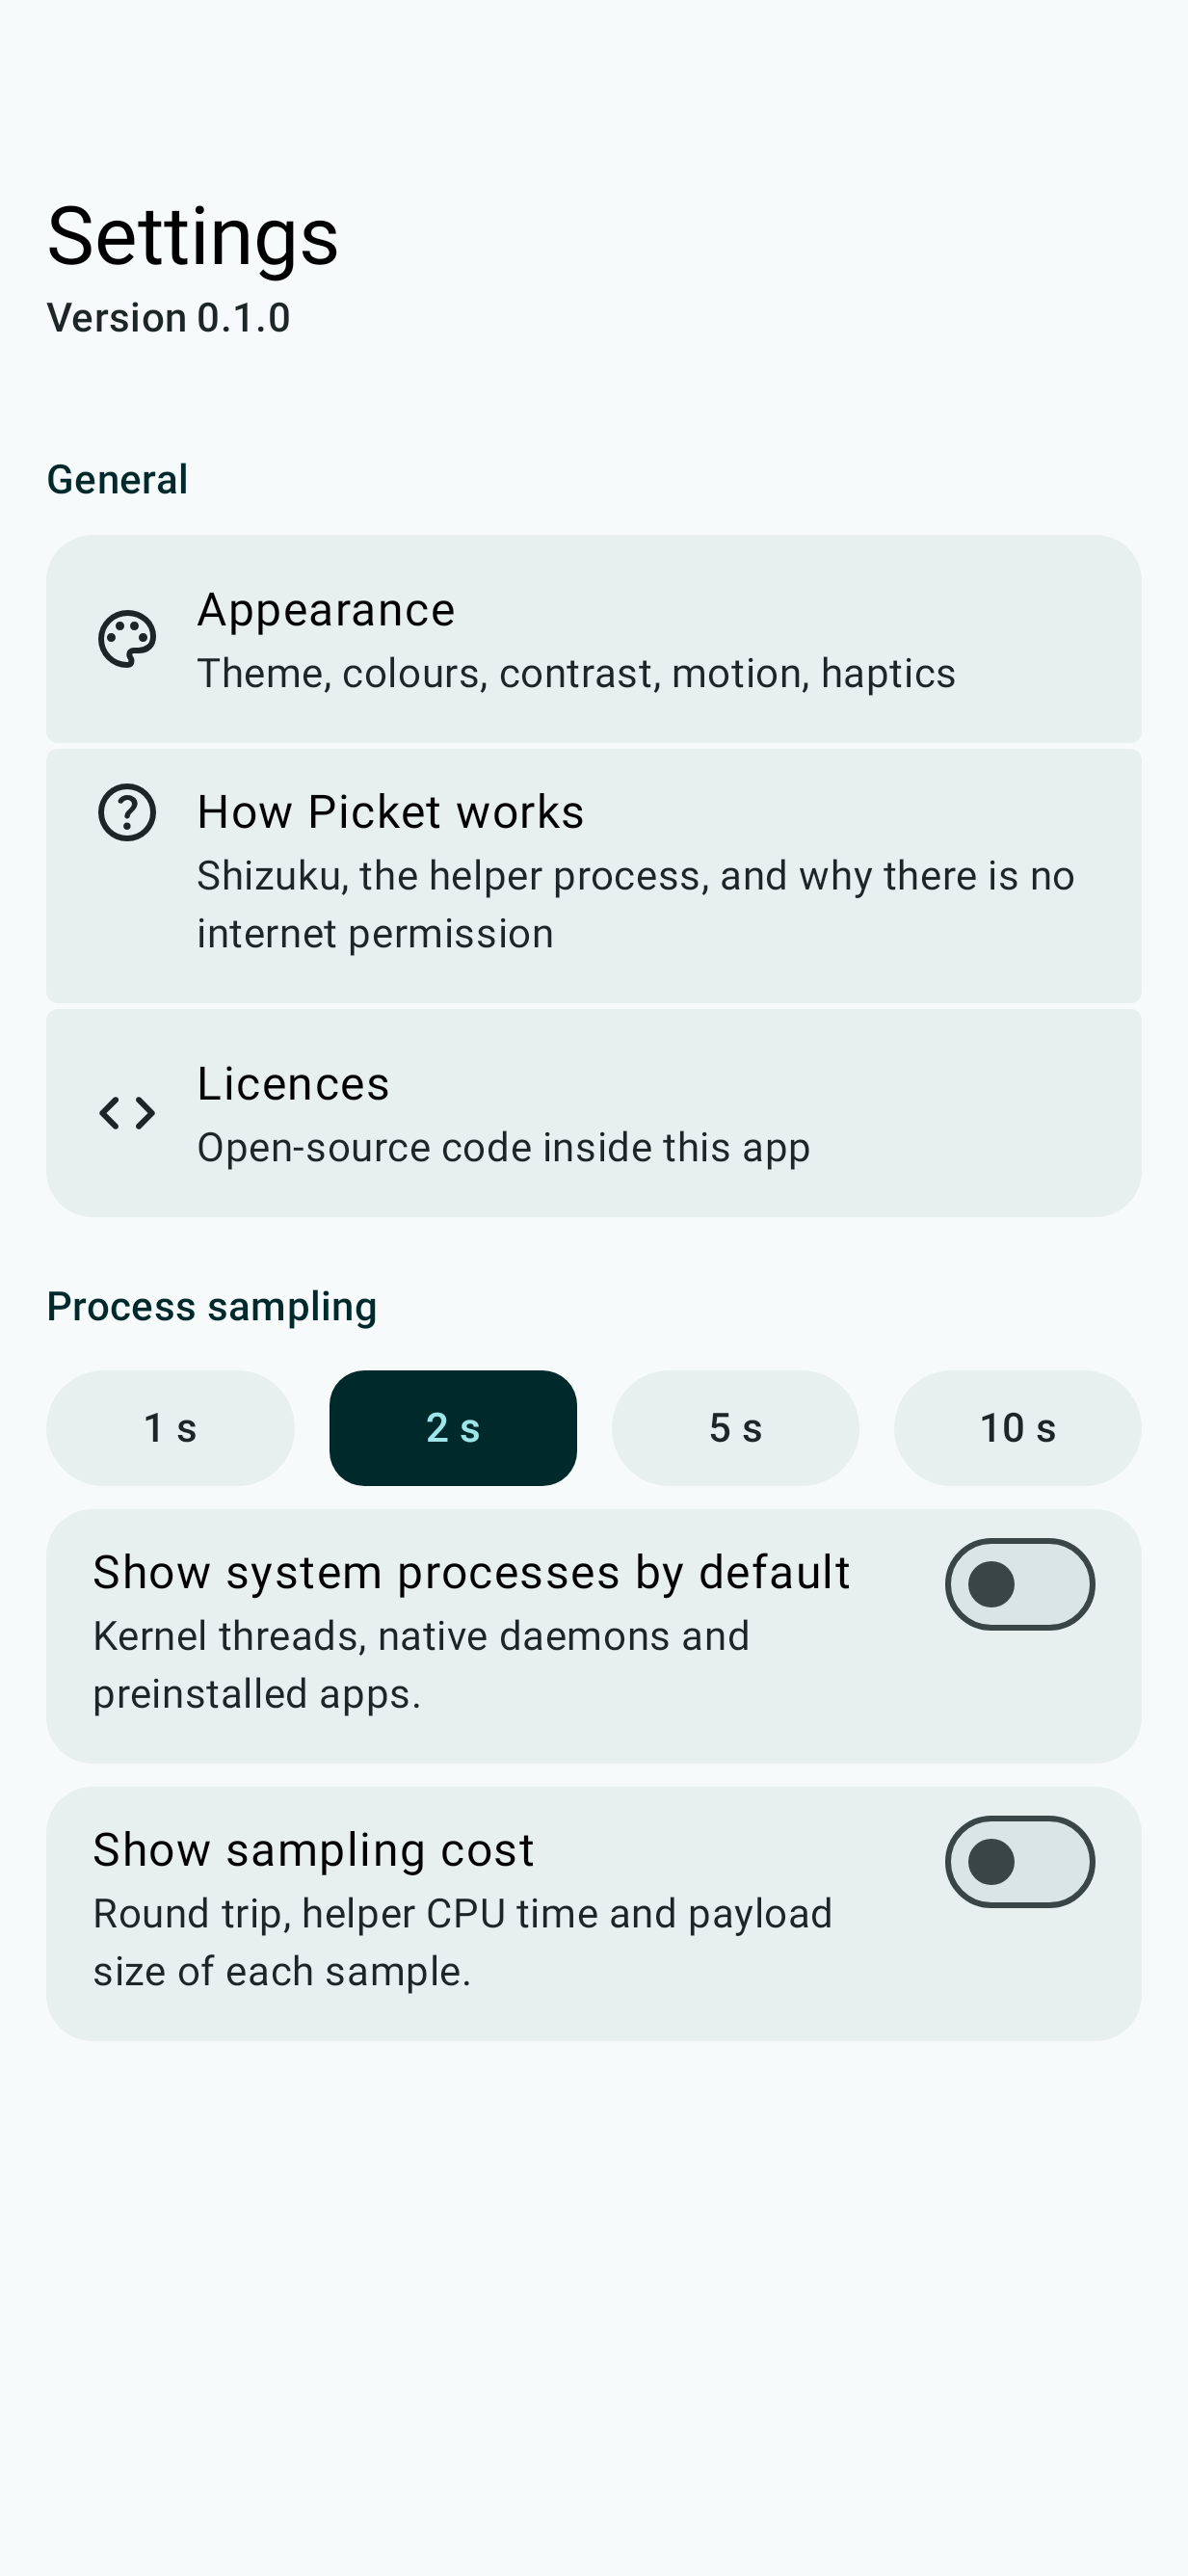 Settings
Version 0.1.0
General
Appearance
Theme, colours, contrast, motion, haptics
How Picket works
Shizuku, the helper process, and why there is no
internet permission
Licences
Open-source code inside this app
Process sampling
1 s
2 s
5 s
10 s
Show system processes by default
Kernel threads, native daemons and
preinstalled apps.
Show sampling cost
Round trip, helper CPU time and payload
size of each sample.